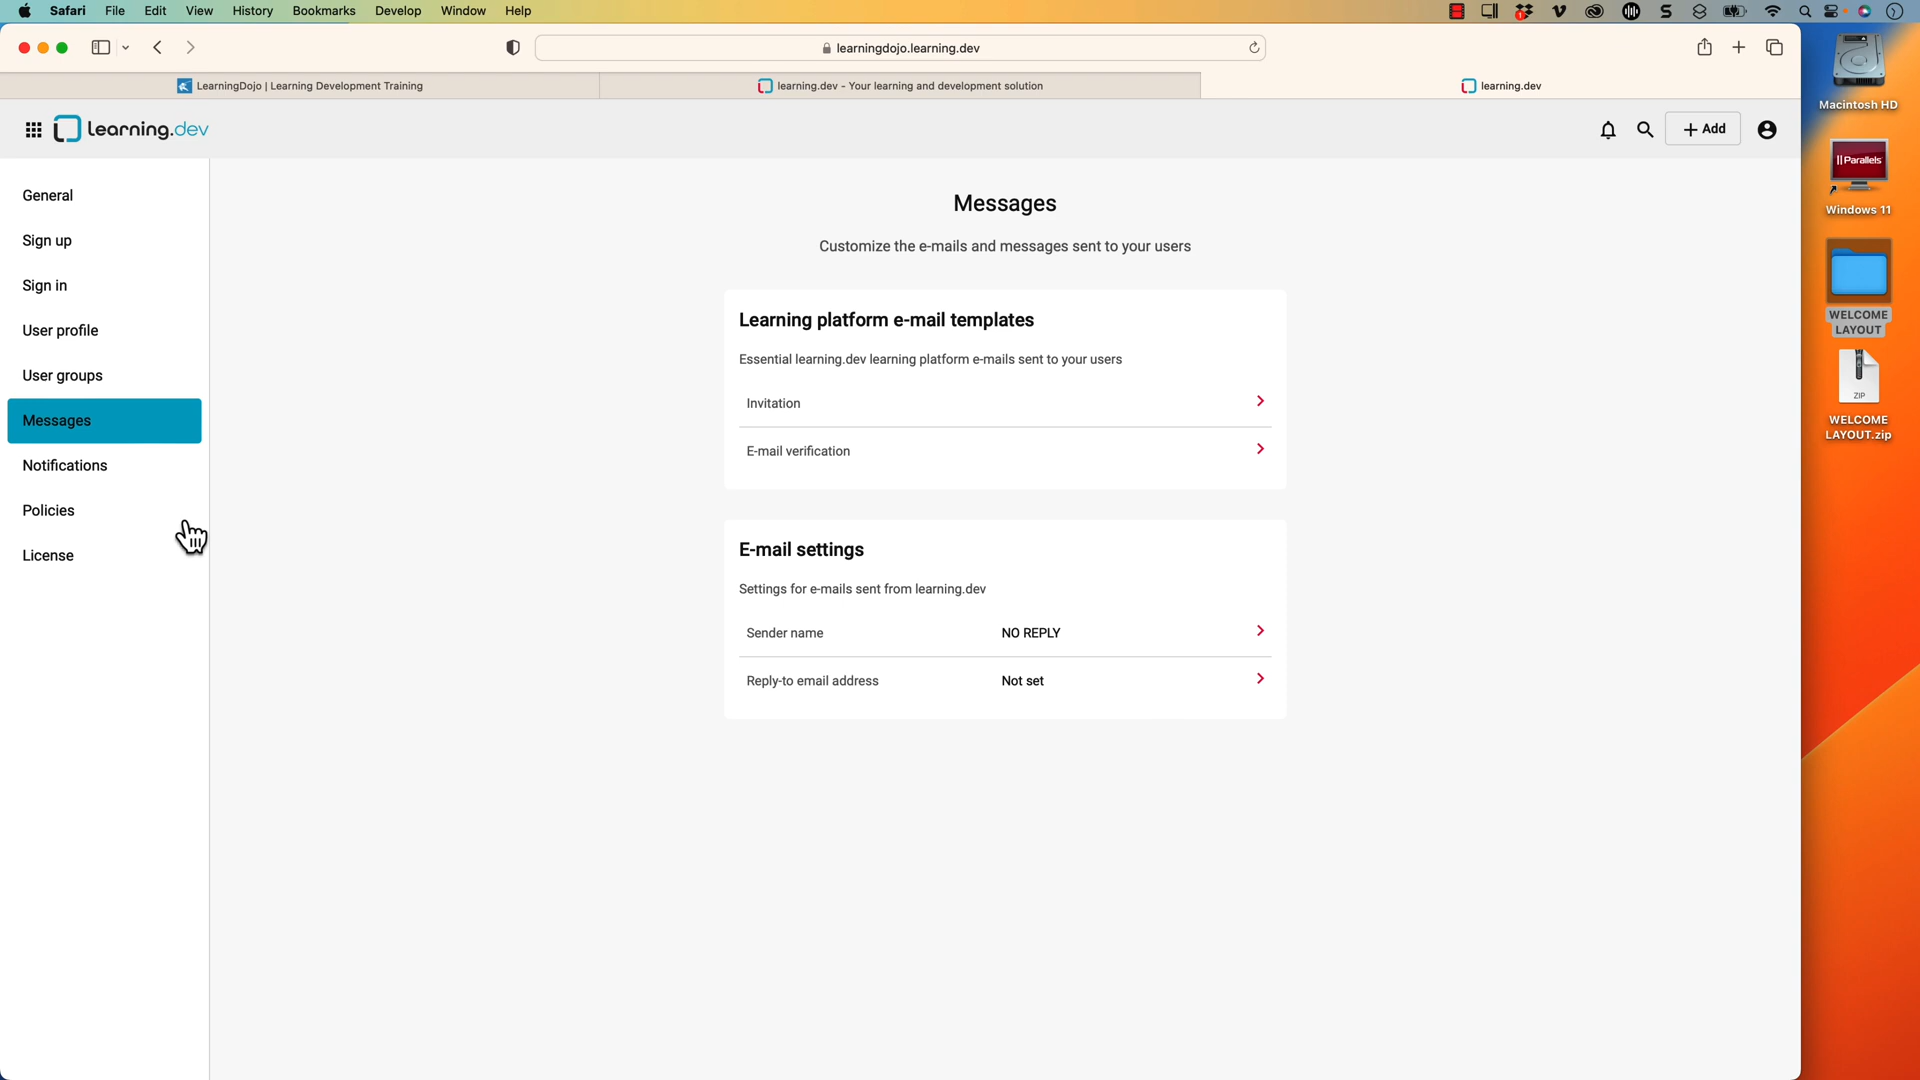 Safari File Edit View History Bookmarks Develop Window Help
learningdojo.learning.dev
LearningDojo | Learning Development Training
learning.dev - Your learning and development solution
learning.dev
learning.dev
+ Add
General
Sign up
Sign in
User profile
User groups
Messages
Notifications
Policies
License
Messages
Customize the e-mails and messages sent to your users
Learning platform e-mail templates
Essential learning.dev learning platform e-mails sent to your users
Invitation
E-mail verification
E-mail settings
Settings for e-mails sent from learning.dev
Sender name NO REPLY
Reply-to email address Not set
Macintosh HD
Parallels
Windows 11
WELCOME
LAYOUT
ZIP
WELCOME
LAYOUT.zip